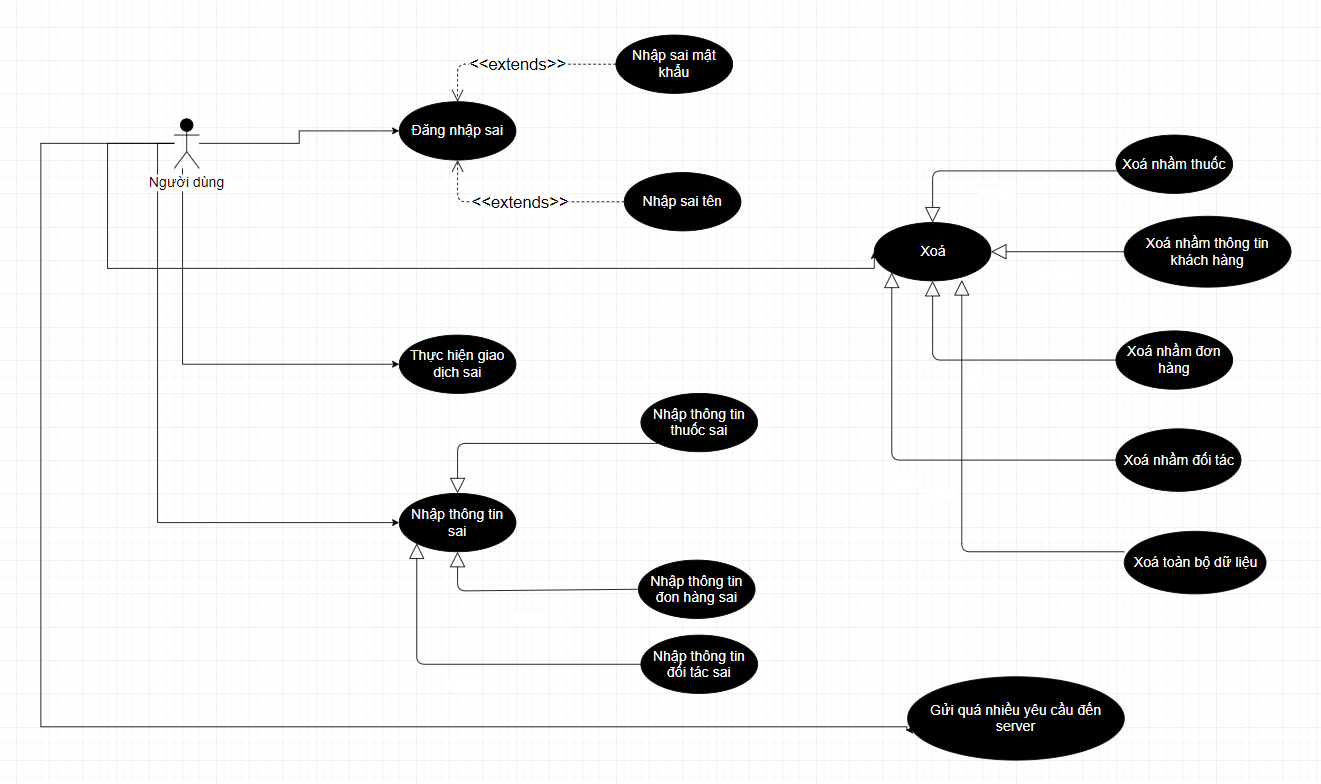 Nhập sai mật
khẩu
<<extends>>
Đăng nhập sai
Người dùng
<<extends>>
Nhập sai tên
Xoá nhầm thuốc
Xoá
Xoá nhầm thông tin
khách hàng
Thực hiện giao
dịch sai
Xoá nhầm đơn
hàng
Nhập thông tin
thuốc sai
Xoá nhầm đối tác
Nhập thông tin
sai
Xoá toàn bộ dữ liệu
Nhập thông tin
đon hàng sai
Nhập thông tin
đối tác sai
Gửi quá nhiều yêu cầu đến
server